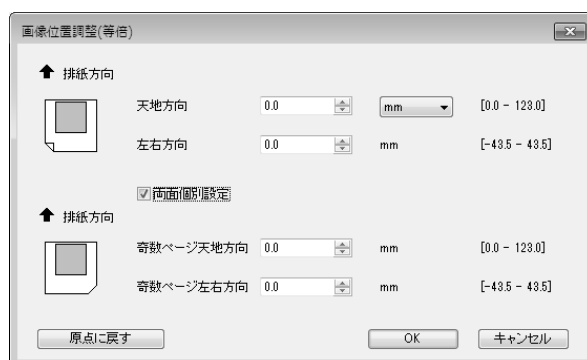 画像位置調整(等倍)
排紙方向
天地方向 0.0 mm [0.0 - 123.0]
左右方向 0.0 mm [-43.5 - 43.5]
両面個別設定
排紙方向
奇数ページ天地方向 0.0 mm [0.0 - 123.0]
奇数ページ左右方向 0.0 mm [-43.5 - 43.5]
原点に戻す OK キャンセル